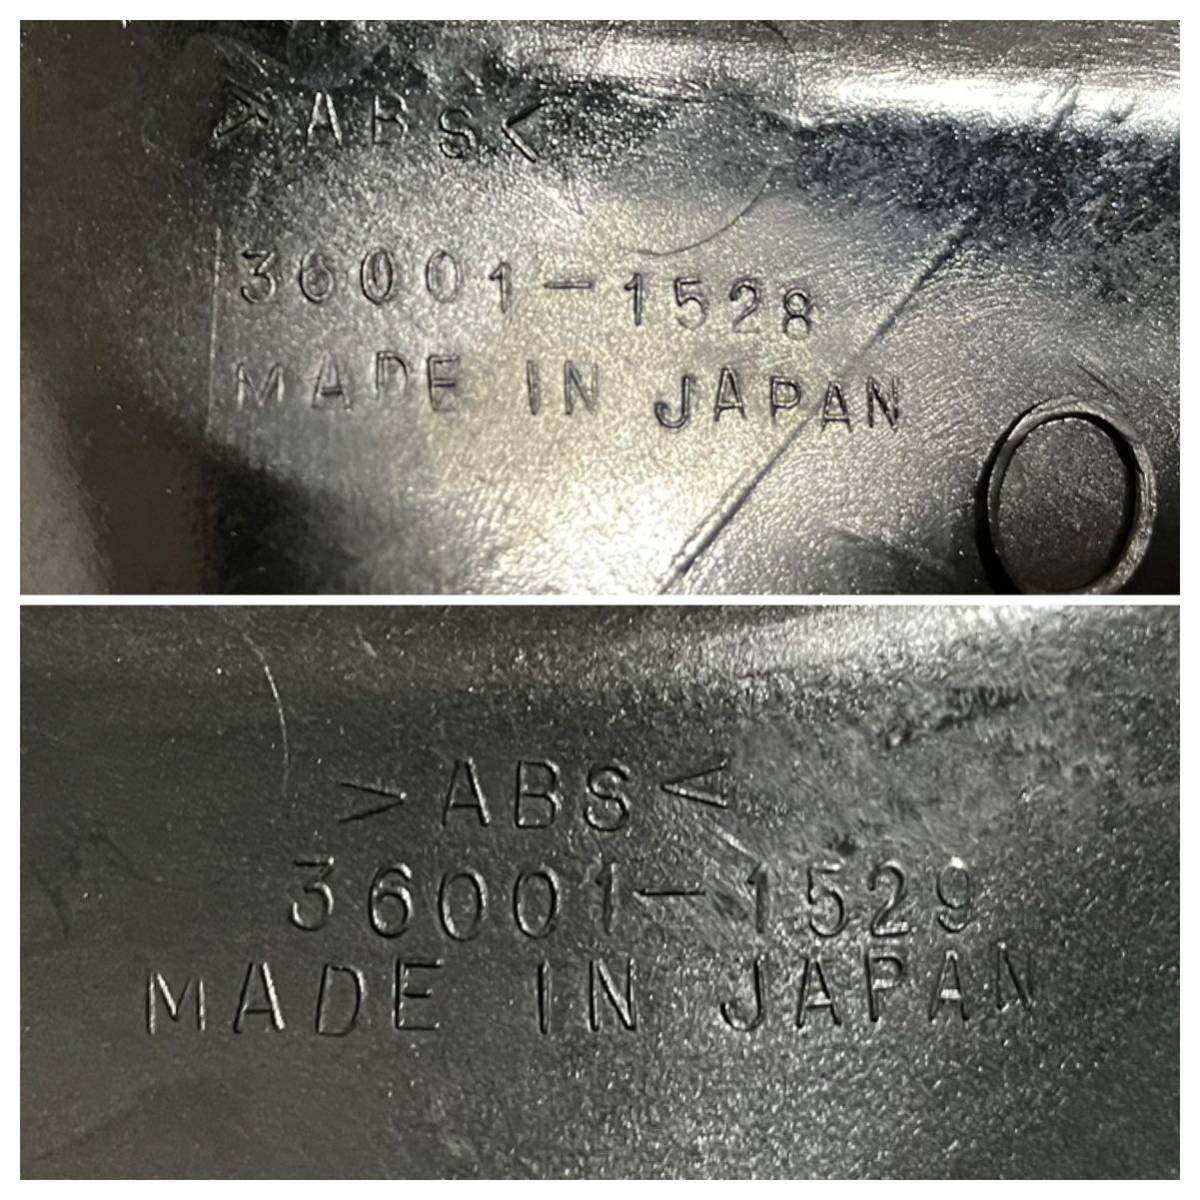 >ABS<
36001-1528
MADE IN JAPAN
>ABS<
36001-1529
MADE IN JAPAN